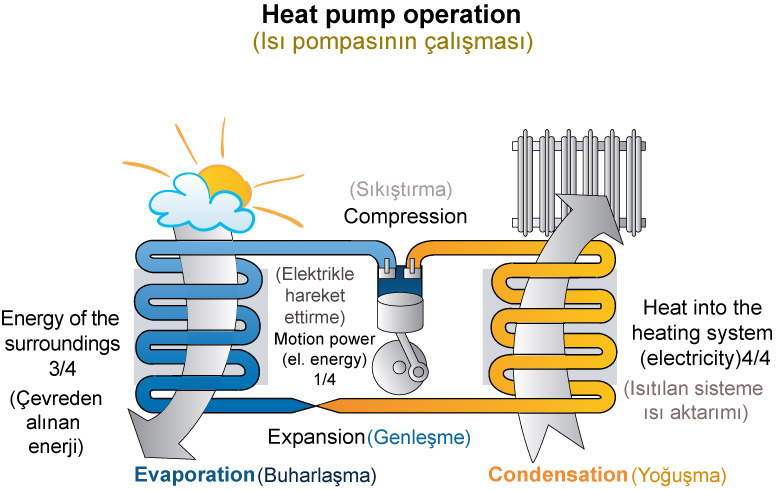 Heat pump operation
(Isı pompasının çalışması)
(Sıkıştırma)
Compression
(Elektrikle
hareket
ettirme)
Motion power
(el. energy)
1/4
Energy of the
surroundings
3/4
(Çevreden
alınan
enerji)
Heat into the
heating system
(electricity)4/4
(Isıtılan sisteme
ısı aktarımı)
Expansion(Genleşme)
Evaporation(Buharlaşma)
Condensation(Yoğuşma)